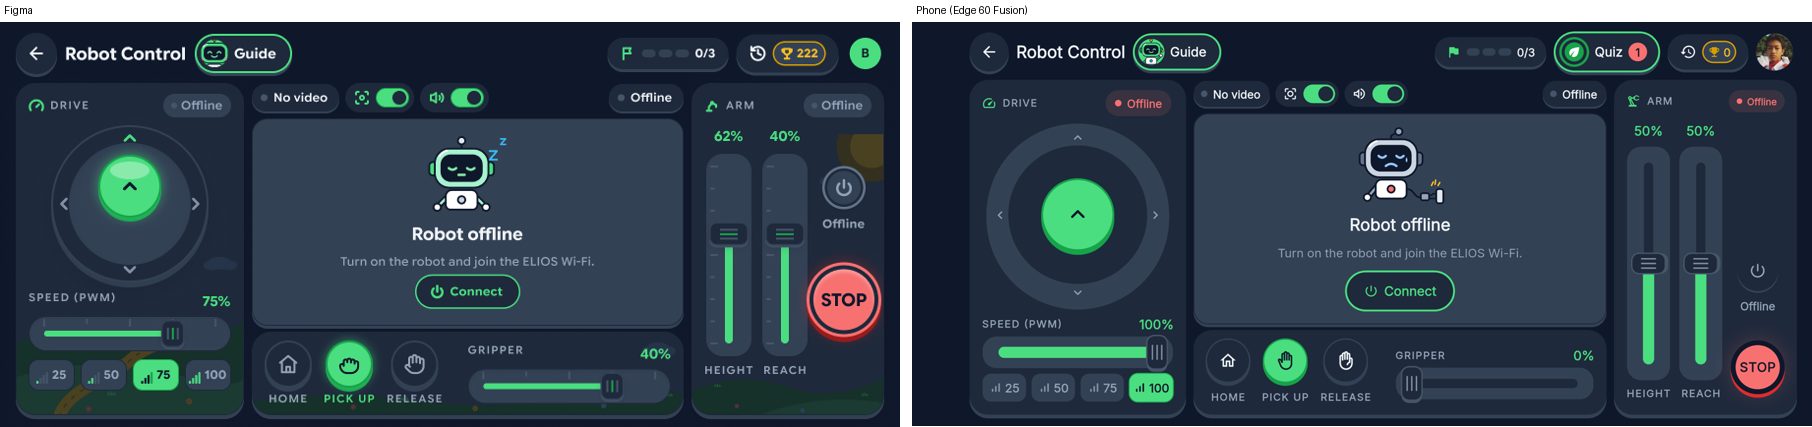 Figma
Robot Control
Guide
0/3
222
B
DRIVE
Offline
No video
Offline
ARM
Offline
62%
40%
z
Z
Robot offline
Turn on the robot and join the ELIOS Wi-Fi.
Connect
Offline
STOP
SPEED (PWM)
75%
25
50
75
100
HOME
PICK UP
RELEASE
GRIPPER
40%
HEIGHT
REACH
Phone (Edge 60 Fusion)
Robot Control
Guide
0/3
Quiz
1
0
DRIVE
Offline
No video
Offline
ARM
Offline
50%
50%
Robot offline
Turn on the robot and join the ELIOS Wi-Fi.
Connect
Offline
STOP
SPEED (PWM)
100%
25
50
75
100
HOME
PICK UP
RELEASE
GRIPPER
0%
HEIGHT
REACH